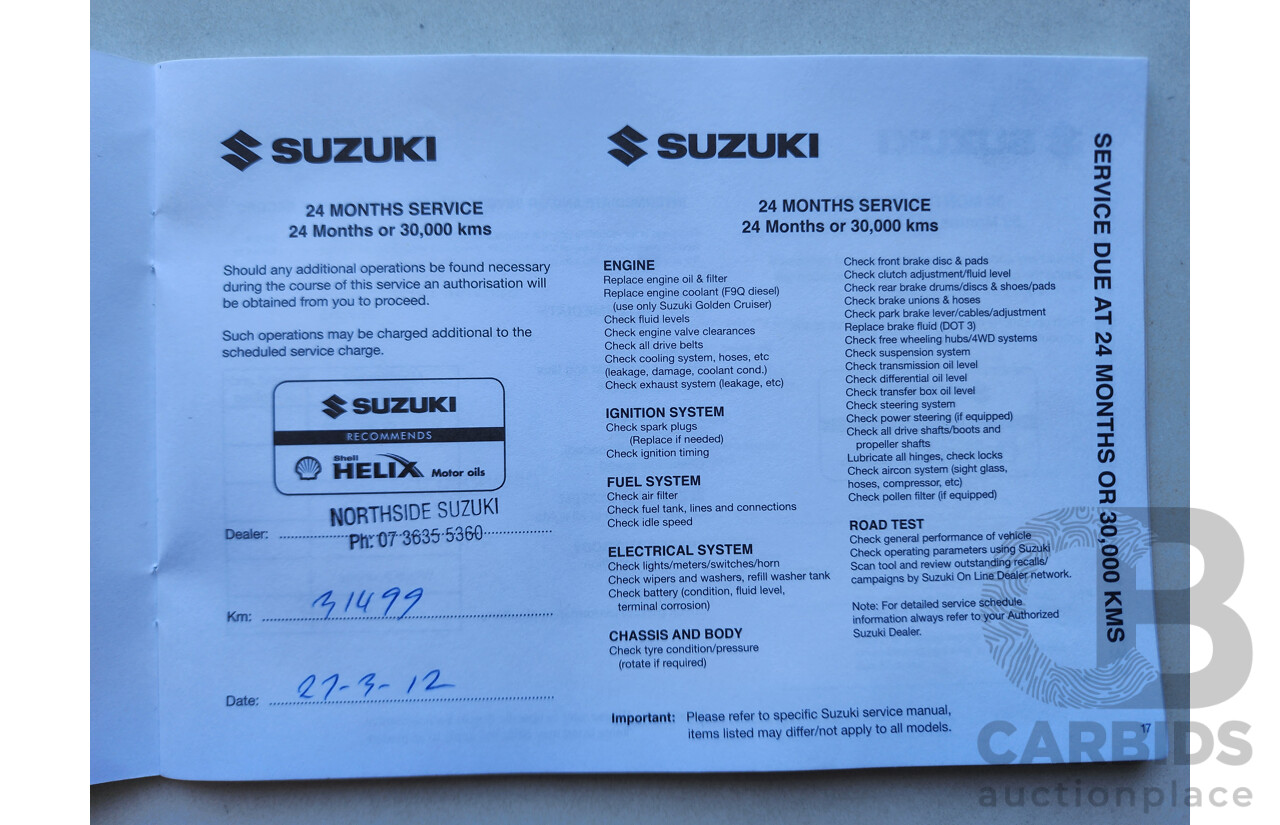 SUZUKI
24 MONTHS SERVICE
24 Months or 30,000 kms
Should any additional operations be found necessary
during the course of this service an authorisation will
be obtained from you to proceed.
Such operations may be charged additional to the
scheduled service charge.
SUZUKI
RECOMMENDS
Shell
HELIX Motor oils
NORTHSIDE SUZUKI
Dealer:
Ph: 07 3635 5360
Km: 31499
Date: 27-3-12
SUZUKI
24 MONTHS SERVICE
24 Months or 30,000 kms
ENGINE
Replace engine oil & filter
Replace engine coolant (F9Q diesel)
(use only Suzuki Golden Cruiser)
Check fluid levels
Check engine valve clearances
Check all drive belts
Check cooling system, hoses, etc
(leakage, damage, coolant cond.)
Check exhaust system (leakage, etc)
IGNITION SYSTEM
Check spark plugs
(Replace if needed)
Check ignition timing
FUEL SYSTEM
Check air filter
Check fuel tank, lines and connections
Check idle speed
ELECTRICAL SYSTEM
Check lights/meters/switches/horn
Check wipers and washers, refill washer tank
Check battery (condition, fluid level,
terminal corrosion)
CHASSIS AND BODY
Check tyre condition/pressure
(rotate if required)
Check front brake disc & pads
Check clutch adjustment/fluid level
Check rear brake drums/discs & shoes/pads
Check brake unions & hoses
Check park brake lever/cables/adjustment
Replace brake fluid (DOT 3)
Check free wheeling hubs/4WD systems
Check suspension system
Check transmission oil level
Check differential oil level
Check transfer box oil level
Check steering system
Check power steering (if equipped)
Check all drive shafts/boots and
propeller shafts
Lubricate all hinges, check locks
Check aircon system (sight glass,
hoses, compressor, etc)
Check pollen filter (if equipped)
ROAD TEST
Check general performance of vehicle
Check operating parameters using Suzuki
Scan tool and review outstanding recalls/
campaigns by Suzuki On Line Dealer network.
Note: For detailed service schedule
information always refer to your Authorized
Suzuki Dealer.
Important: Please refer to specific Suzuki service manual,
items listed may differ/not apply to all models.
SERVICE DUE AT 24 MONTHS OR 30,000 KMS
17
CB
CARBIDS
auctionplace